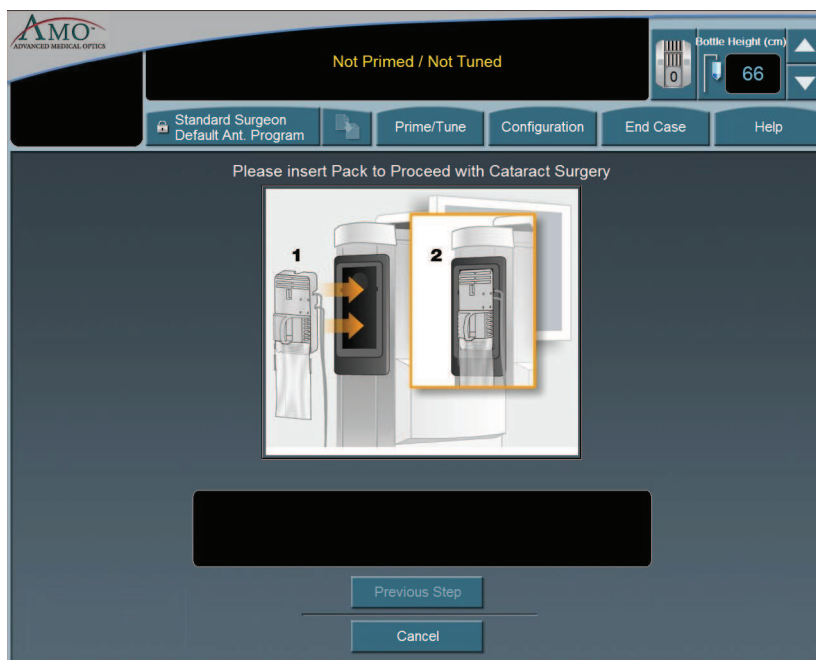 AMO
ADVANCED MEDICAL OPTICS
Not Primed / Not Tuned
0
Bottle Height (cm)
66
Standard Surgeon
Default Ant. Program
Prime/Tune
Configuration
End Case
Help
Please insert Pack to Proceed with Cataract Surgery
1
2
Previous Step
Cancel